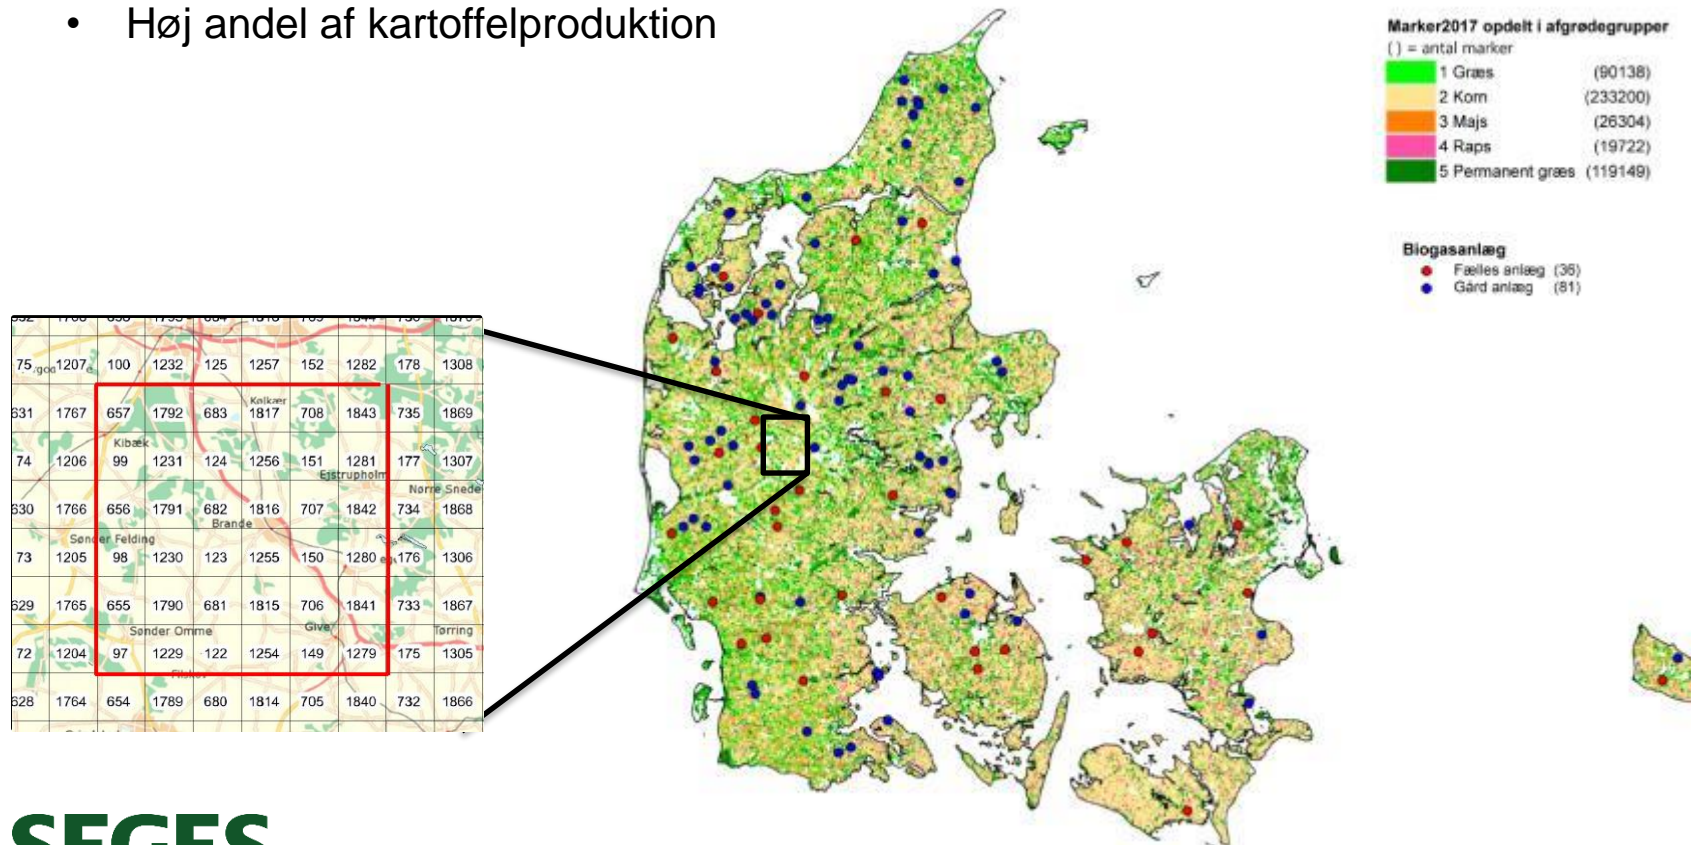 • Høj andel af kartoffelproduktion
Marker2017 opdelt i afgrødegrupper
( ) = antal marker
1 Græs (90138)
2 Korn (233200)
3 Majs (26304)
4 Raps (19722)
5 Permanent græs (119149)
Biogasanlæg
Fælles anlæg (36)
Gård anlæg (81)
75 1207 100 1232 125 1257 152 1282 178 1308
Kølkær
631 1767 657 1792 683 1817 708 1843 735 1869
Kibæk
74 1206 99 1231 124 1256 151 1281 177 1307
Ejstrupholm
Nørre Snede
630 1766 656 1791 682 1816 707 1842 734 1868
Brande
Sønder Felding
73 1205 98 1230 123 1255 150 1280 176 1306
629 1765 655 1790 681 1815 706 1841 733 1867
Sønder Omme Give Tørring
72 1204 97 1229 122 1254 149 1279 175 1305
628 1764 654 1789 680 1814 705 1840 732 1866
SEGES